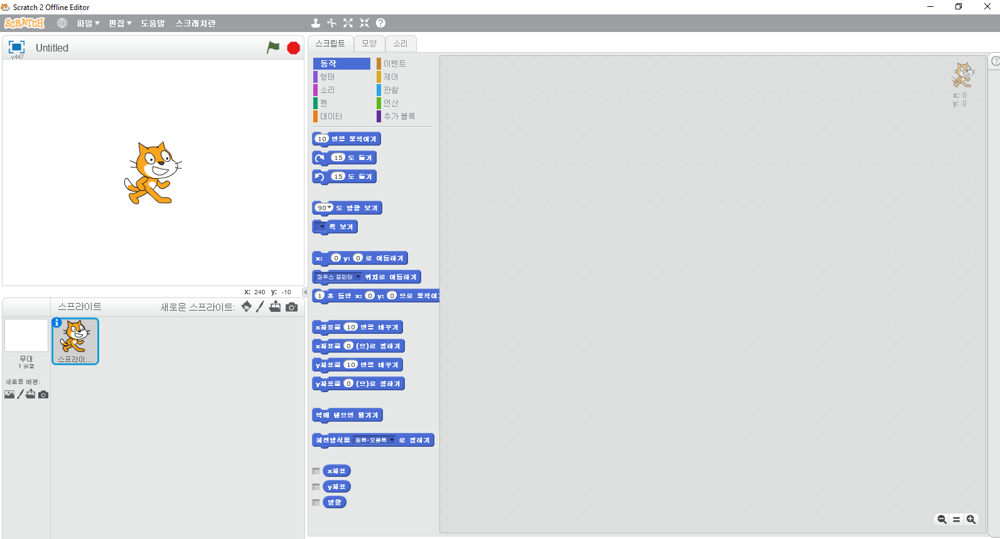 Scratch 2 Offline Editor
SCRATCH 파일 편집 도움말 스크래치란
v447
Untitled
스크립트 모양 소리
동작 이벤트
형태 제어
소리 관찰
펜 연산
데이터 추가 블록
10 만큼 움직이기
15 도 돌기
15 도 돌기
90 도 방향 보기
쪽 보기
x: 0 y: 0 로 이동하기
마우스 포인터 위치로 이동하기
1 초 동안 x: 0 y: 0 으로 움직이기
x좌표를 10 만큼 바꾸기
x좌표를 0 (으)로 정하기
y좌표를 10 만큼 바꾸기
y좌표를 0 (으)로 정하기
벽에 닿으면 튕기기
회전방식을 왼쪽-오른쪽 로 정하기
x좌표
y좌표
방향
x: 0
y: 0
x: 240 y: -10
스프라이트 새로운 스프라이트:
스프라이...
무대
1 배경
새로운 배경: